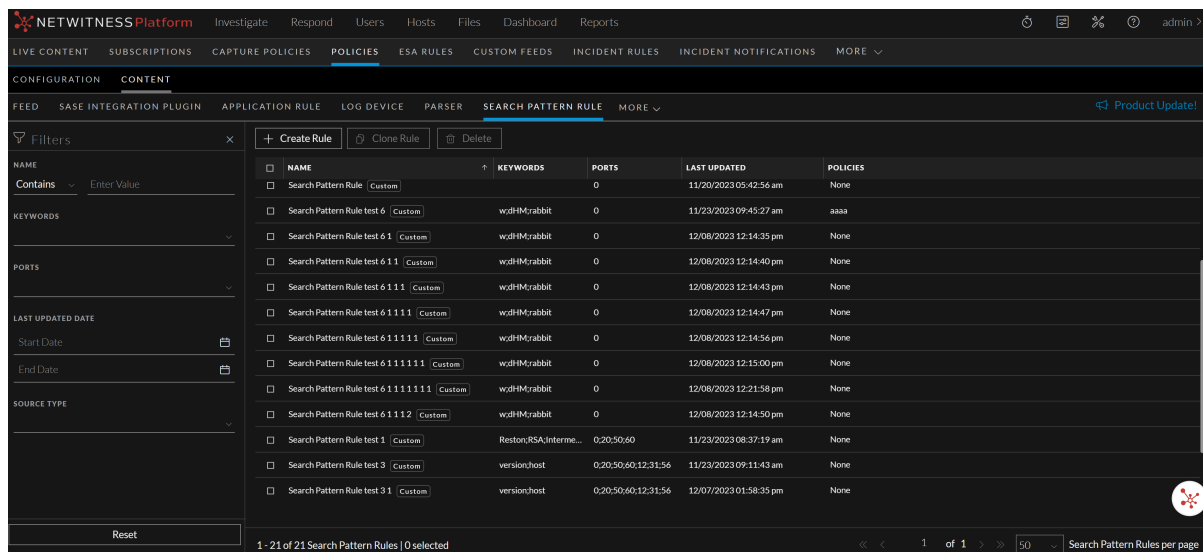 NETWITNESS Platform Investigate Respond Users Hosts Files Dashboard Reports admin >
LIVE CONTENT SUBSCRIPTIONS CAPTURE POLICIES POLICIES ESA RULES CUSTOM FEEDS INCIDENT RULES INCIDENT NOTIFICATIONS MORE
CONFIGURATION CONTENT
FEED SASE INTEGRATION PLUGIN APPLICATION RULE LOG DEVICE PARSER SEARCH PATTERN RULE MORE Product Update!
Filters × + Create Rule Clone Rule Delete
NAME
Contains Enter Value
KEYWORDS
PORTS
LAST UPDATED DATE
Start Date
End Date
SOURCE TYPE
Reset
NAME ↑ KEYWORDS PORTS LAST UPDATED POLICIES
Search Pattern Rule Custom 0 11/20/2023 05:42:56 am None
Search Pattern Rule test 6 Custom w;dHM;rabbit 0 11/23/2023 09:45:27 am aaaa
Search Pattern Rule test 6 1 Custom w;dHM;rabbit 0 12/08/2023 12:14:35 pm None
Search Pattern Rule test 6 1 1 Custom w;dHM;rabbit 0 12/08/2023 12:14:40 pm None
Search Pattern Rule test 6 1 1 1 Custom w;dHM;rabbit 0 12/08/2023 12:14:43 pm None
Search Pattern Rule test 6 1 1 1 1 Custom w;dHM;rabbit 0 12/08/2023 12:14:47 pm None
Search Pattern Rule test 6 1 1 1 1 1 Custom w;dHM;rabbit 0 12/08/2023 12:14:56 pm None
Search Pattern Rule test 6 1 1 1 1 1 1 Custom w;dHM;rabbit 0 12/08/2023 12:15:00 pm None
Search Pattern Rule test 6 1 1 1 1 1 1 1 Custom w;dHM;rabbit 0 12/08/2023 12:21:58 pm None
Search Pattern Rule test 6 1 1 1 2 Custom w;dHM;rabbit 0 12/08/2023 12:14:50 pm None
Search Pattern Rule test 1 Custom Reston;RSA;Interme... 0;20;50;60 11/23/2023 08:37:19 am None
Search Pattern Rule test 3 Custom version;host 0;20;50;60;12;31;56 11/23/2023 09:11:43 am None
Search Pattern Rule test 3 1 Custom version;host 0;20;50;60;12;31;56 12/07/2023 01:58:35 pm None
1 - 21 of 21 Search Pattern Rules | 0 selected << < 1 of 1 > >> 50 Search Pattern Rules per page